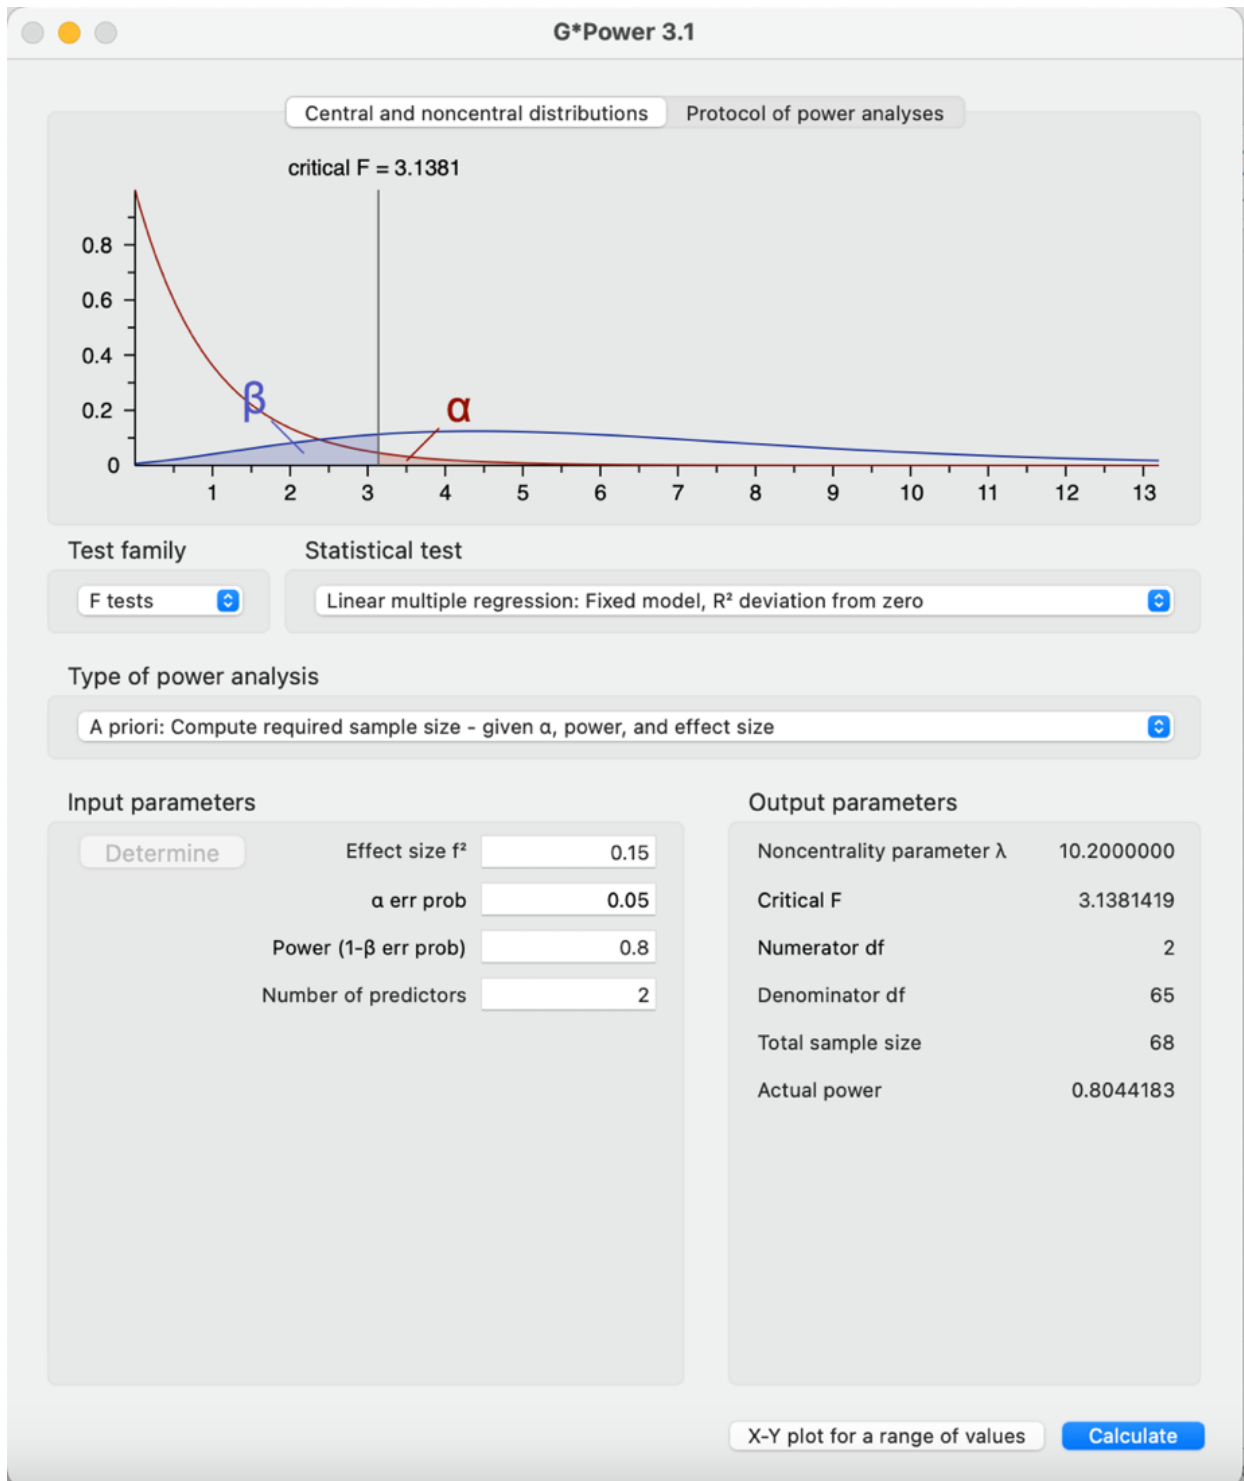 G*Power 3.1
Central and noncentral distributions Protocol of power analyses
critical F = 3.1381
0.8
0.6
0.4
0.2
0
β
α
1 2 3 4 5 6 7 8 9 10 11 12 13
Test family Statistical test
F tests Linear multiple regression: Fixed model, R² deviation from zero
Type of power analysis
A priori: Compute required sample size - given α, power, and effect size
Input parameters Output parameters
Determine Effect size f² 0.15 Noncentrality parameter λ 10.2000000
α err prob 0.05 Critical F 3.1381419
Power (1-β err prob) 0.8 Numerator df 2
Number of predictors 2 Denominator df 65
Total sample size 68
Actual power 0.8044183
X-Y plot for a range of values Calculate